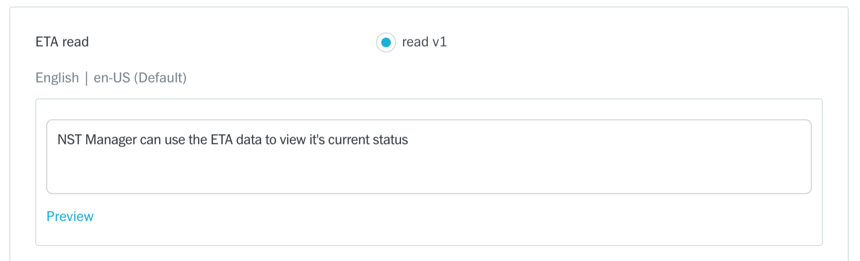 ETA read
read v1
English | en-US (Default)
NST Manager can use the ETA data to view it's current status
Preview